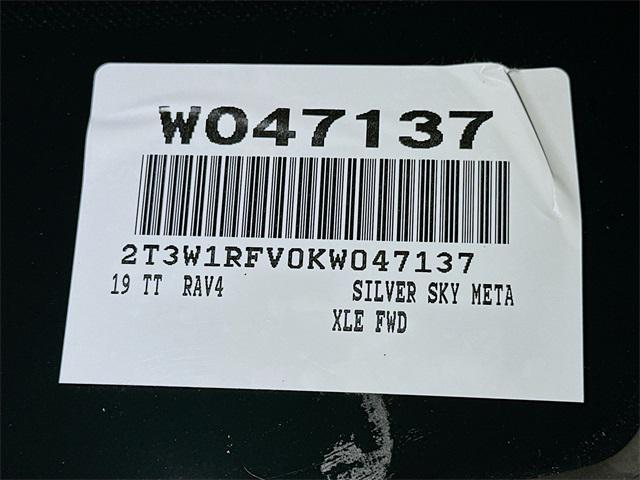 W047137
2T3W1RFV0KW047137
19 TT RAV4 SILVER SKY META
XLE FWD